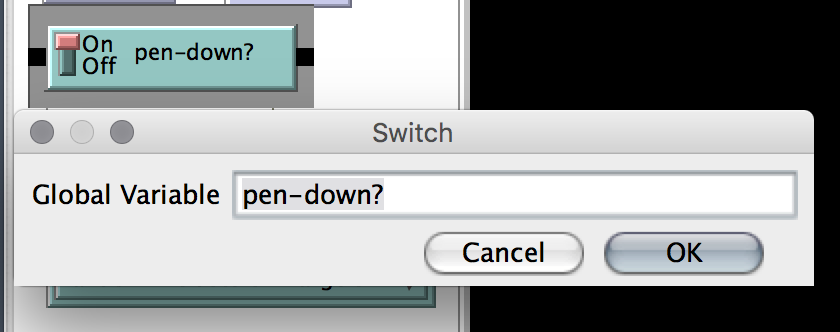 On
Off
pen-down?
Switch
Global Variable
pen-down?
Cancel
OK